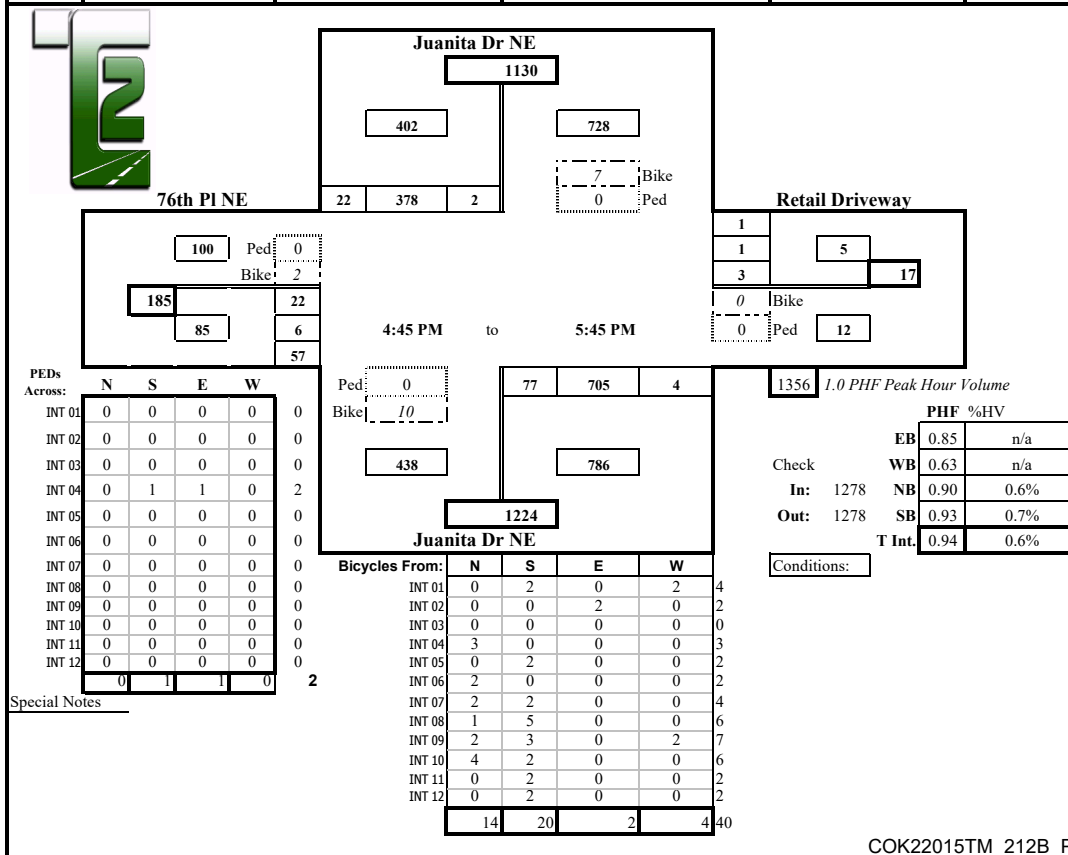 T2
Juanita Dr NE
1130
402 728
7 Bike
0 Ped
76th Pl NE 22 378 2 Retail Driveway
1
100 Ped 0 1 5
Bike 2 3 17
185 22 0 Bike
85 6 4:45 PM to 5:45 PM 0 Ped 12
57
PEDs Across: N S E W Ped 0 77 705 4 1356 1.0 PHF Peak Hour Volume
INT 01 0 0 0 0 0 Bike 10 PHF %HV
INT 02 0 0 0 0 0 EB 0.85 n/a
INT 03 0 0 0 0 0 438 786 Check WB 0.63 n/a
INT 04 0 1 1 0 2 In: 1278 NB 0.90 0.6%
INT 05 0 0 0 0 0 1224 Out: 1278 SB 0.93 0.7%
INT 06 0 0 0 0 0 Juanita Dr NE T Int. 0.94 0.6%
INT 07 0 0 0 0 0 Bicycles From: N S E W Conditions:
INT 08 0 0 0 0 0 INT 01 0 2 0 2 4
INT 09 0 0 0 0 0 INT 02 0 0 2 0 2
INT 10 0 0 0 0 0 INT 03 0 0 0 0 0
INT 11 0 0 0 0 0 INT 04 3 0 0 0 3
INT 12 0 0 0 0 0 INT 05 0 2 0 0 2
0 1 1 0 2 INT 06 2 0 0 0 2
Special Notes INT 07 2 2 0 0 4
INT 08 1 5 0 0 6
INT 09 2 3 0 2 7
INT 10 4 2 0 0 6
INT 11 0 2 0 0 2
INT 12 0 2 0 0 2
14 20 2 4 40
COK22015TM_212B_P